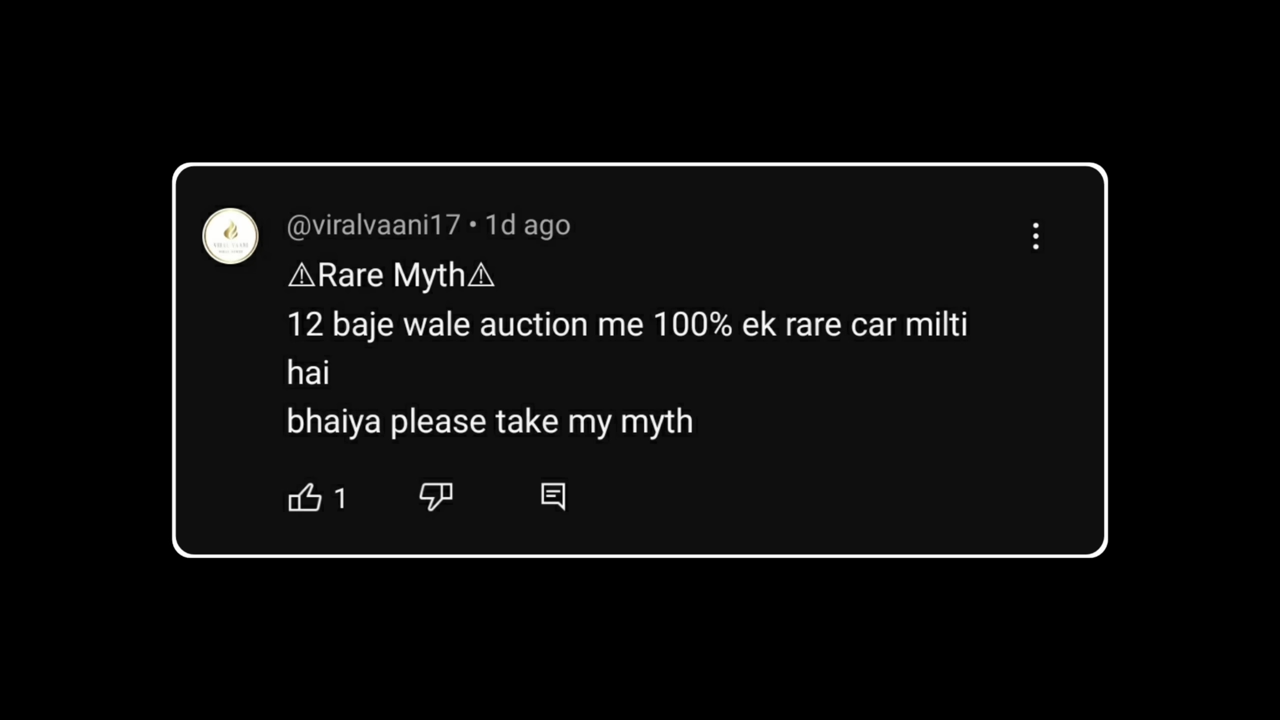 @viralvaani17 • 1d ago
⚠Rare Myth⚠
12 baje wale auction me 100% ek rare car milti
hai
bhaiya please take my myth
1